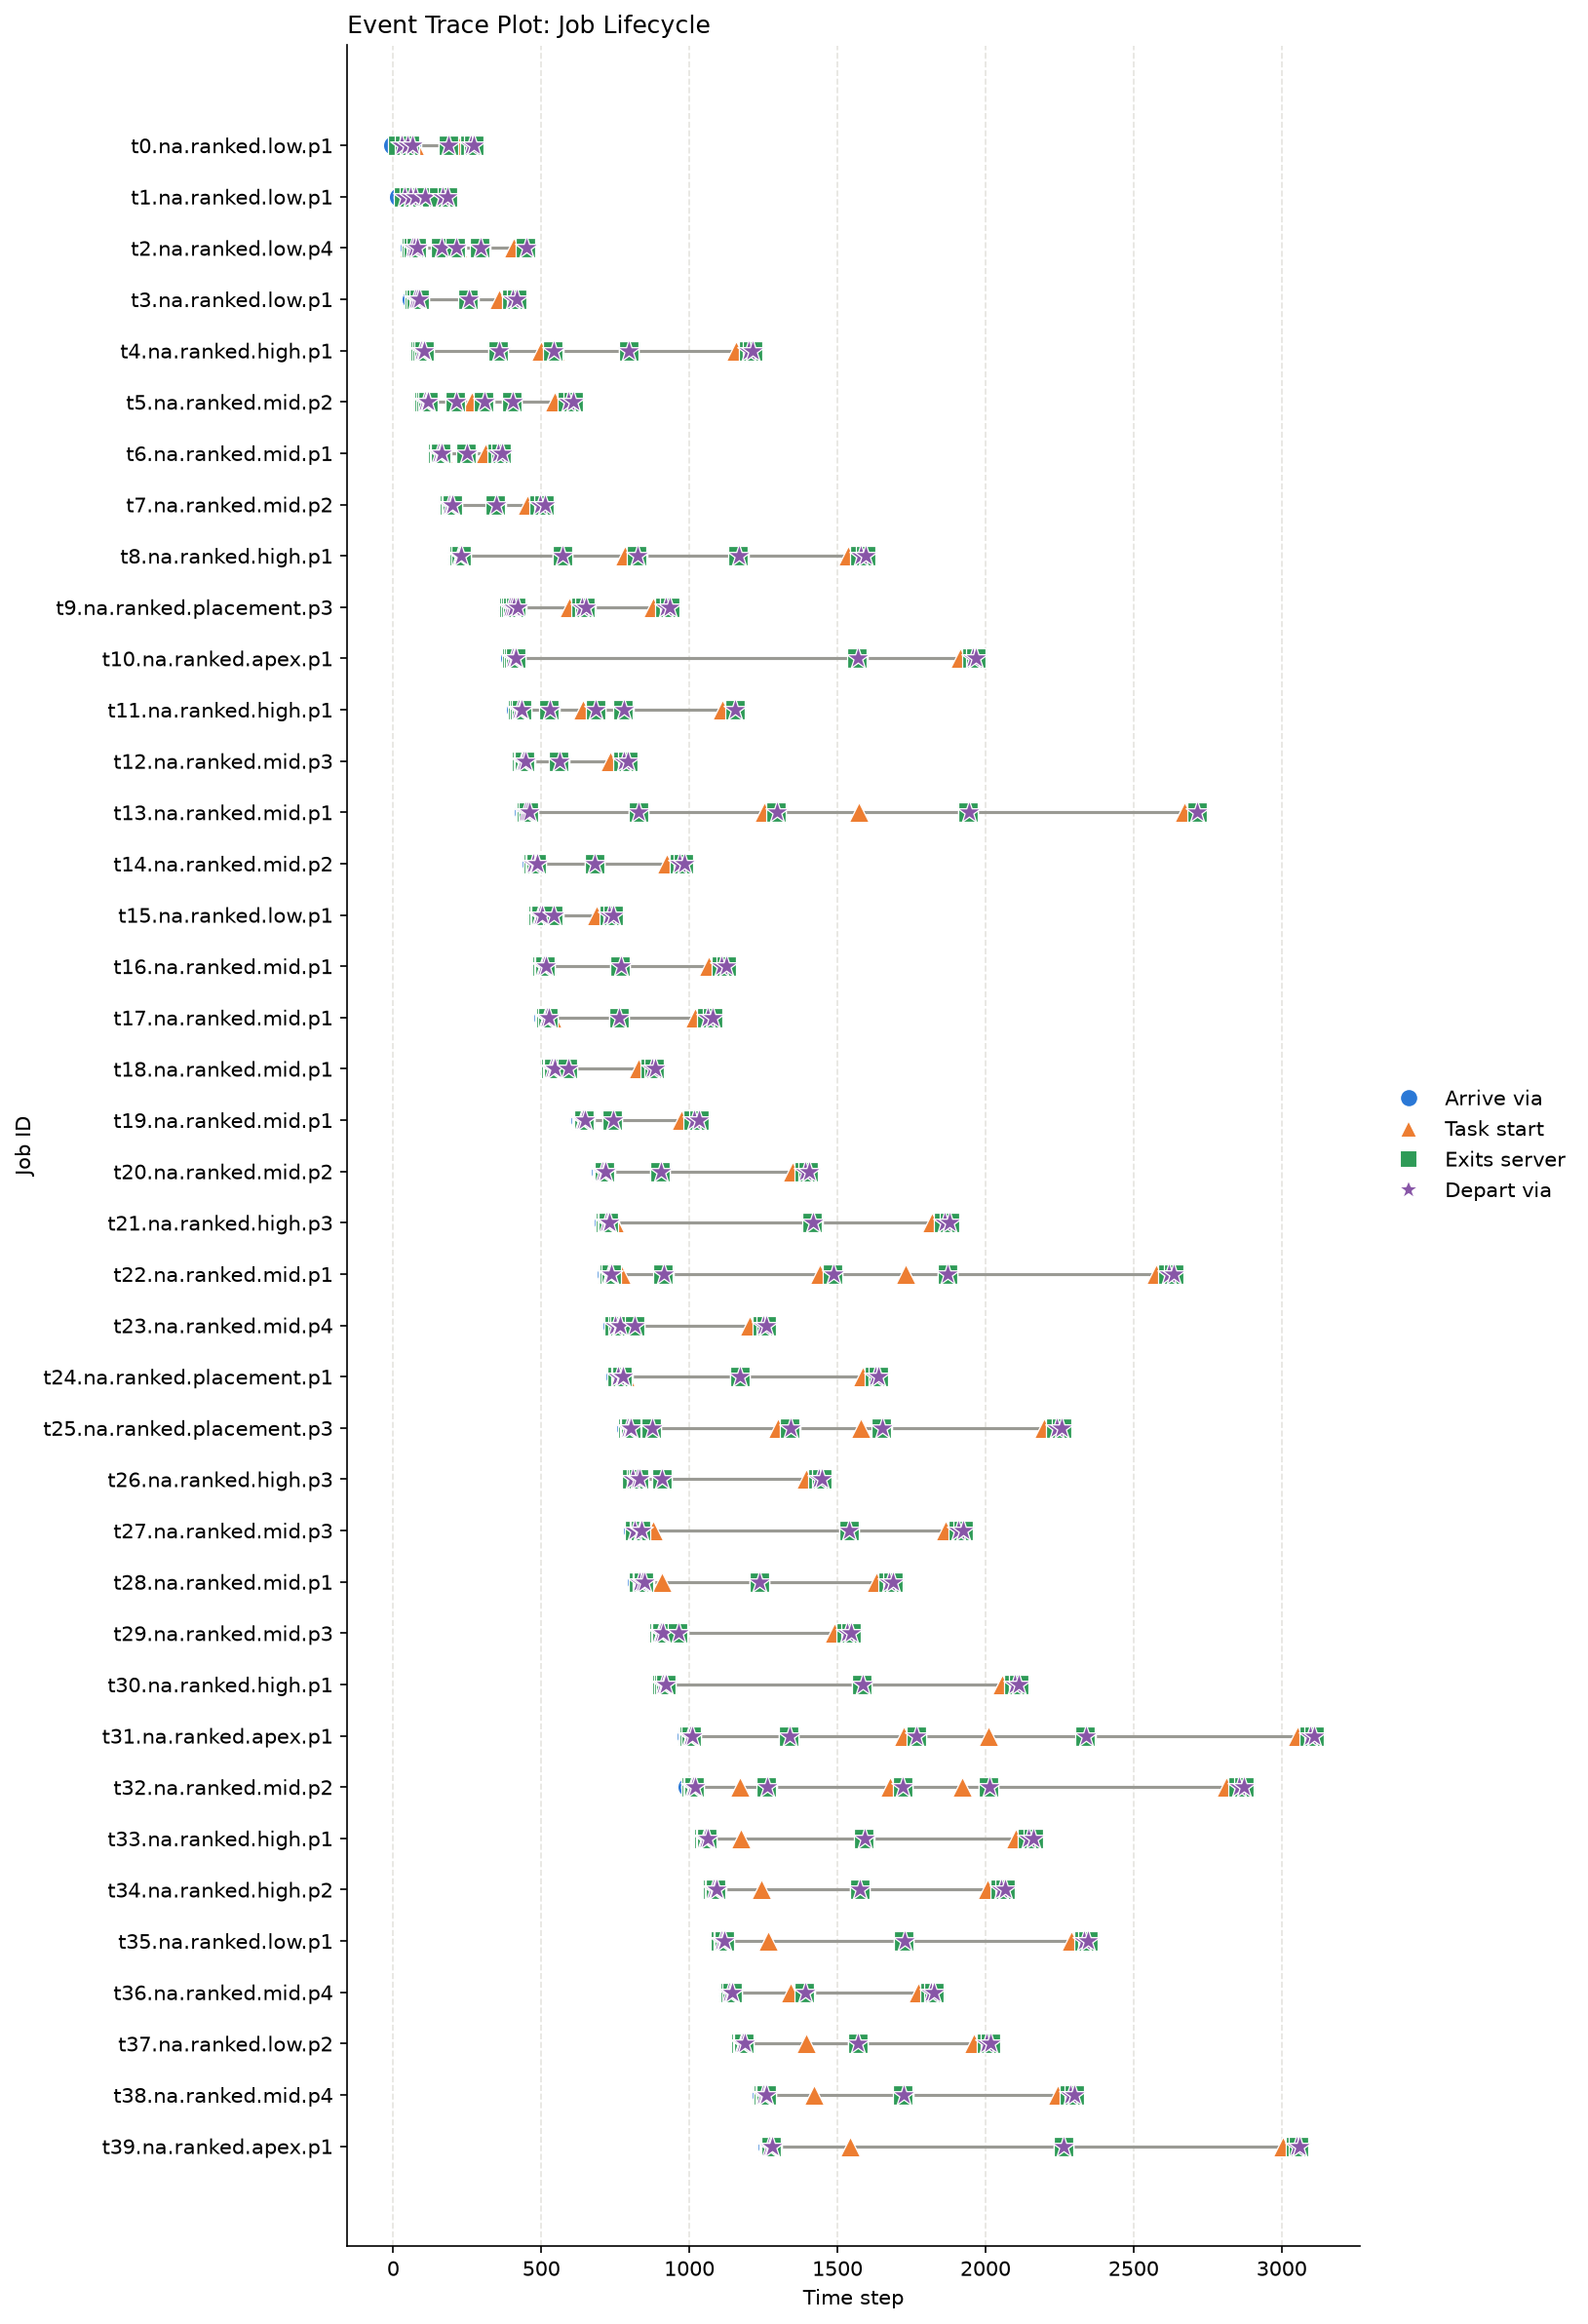 Event Trace Plot: Job Lifecycle
t0.na.ranked.low.p1
t1.na.ranked.low.p1
t2.na.ranked.low.p4
t3.na.ranked.low.p1
t4.na.ranked.high.p1
t5.na.ranked.mid.p2
t6.na.ranked.mid.p1
t7.na.ranked.mid.p2
t8.na.ranked.high.p1
t9.na.ranked.placement.p3
t10.na.ranked.apex.p1
t11.na.ranked.high.p1
t12.na.ranked.mid.p3
t13.na.ranked.mid.p1
t14.na.ranked.mid.p2
t15.na.ranked.low.p1
t16.na.ranked.mid.p1
t17.na.ranked.mid.p1
t18.na.ranked.mid.p1
t19.na.ranked.mid.p1
t20.na.ranked.mid.p2
t21.na.ranked.high.p3
t22.na.ranked.mid.p1
t23.na.ranked.mid.p4
t24.na.ranked.placement.p1
t25.na.ranked.placement.p3
t26.na.ranked.high.p3
t27.na.ranked.mid.p3
t28.na.ranked.mid.p1
t29.na.ranked.mid.p3
t30.na.ranked.high.p1
t31.na.ranked.apex.p1
t32.na.ranked.mid.p2
t33.na.ranked.high.p1
t34.na.ranked.high.p2
t35.na.ranked.low.p1
t36.na.ranked.mid.p4
t37.na.ranked.low.p2
t38.na.ranked.mid.p4
t39.na.ranked.apex.p1
Job ID
0 500 1000 1500 2000 2500 3000
Time step
Arrive via
Task start
Exits server
Depart via